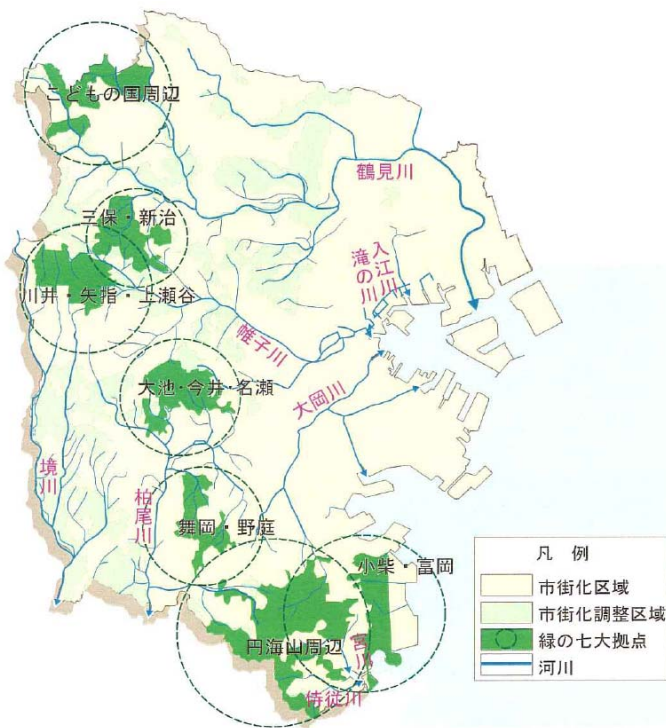 こどもの国周辺
鶴見川
三保・新治
入江川
滝の川
川井・矢指・上瀬谷
帷子川
大池・今井・名瀬
大岡川
境川
柏尾川
舞岡・野庭
小柴・富岡
円海山周辺
宮川
侍従川
凡 例
市街化区域
市街化調整区域
緑の七大拠点
河川